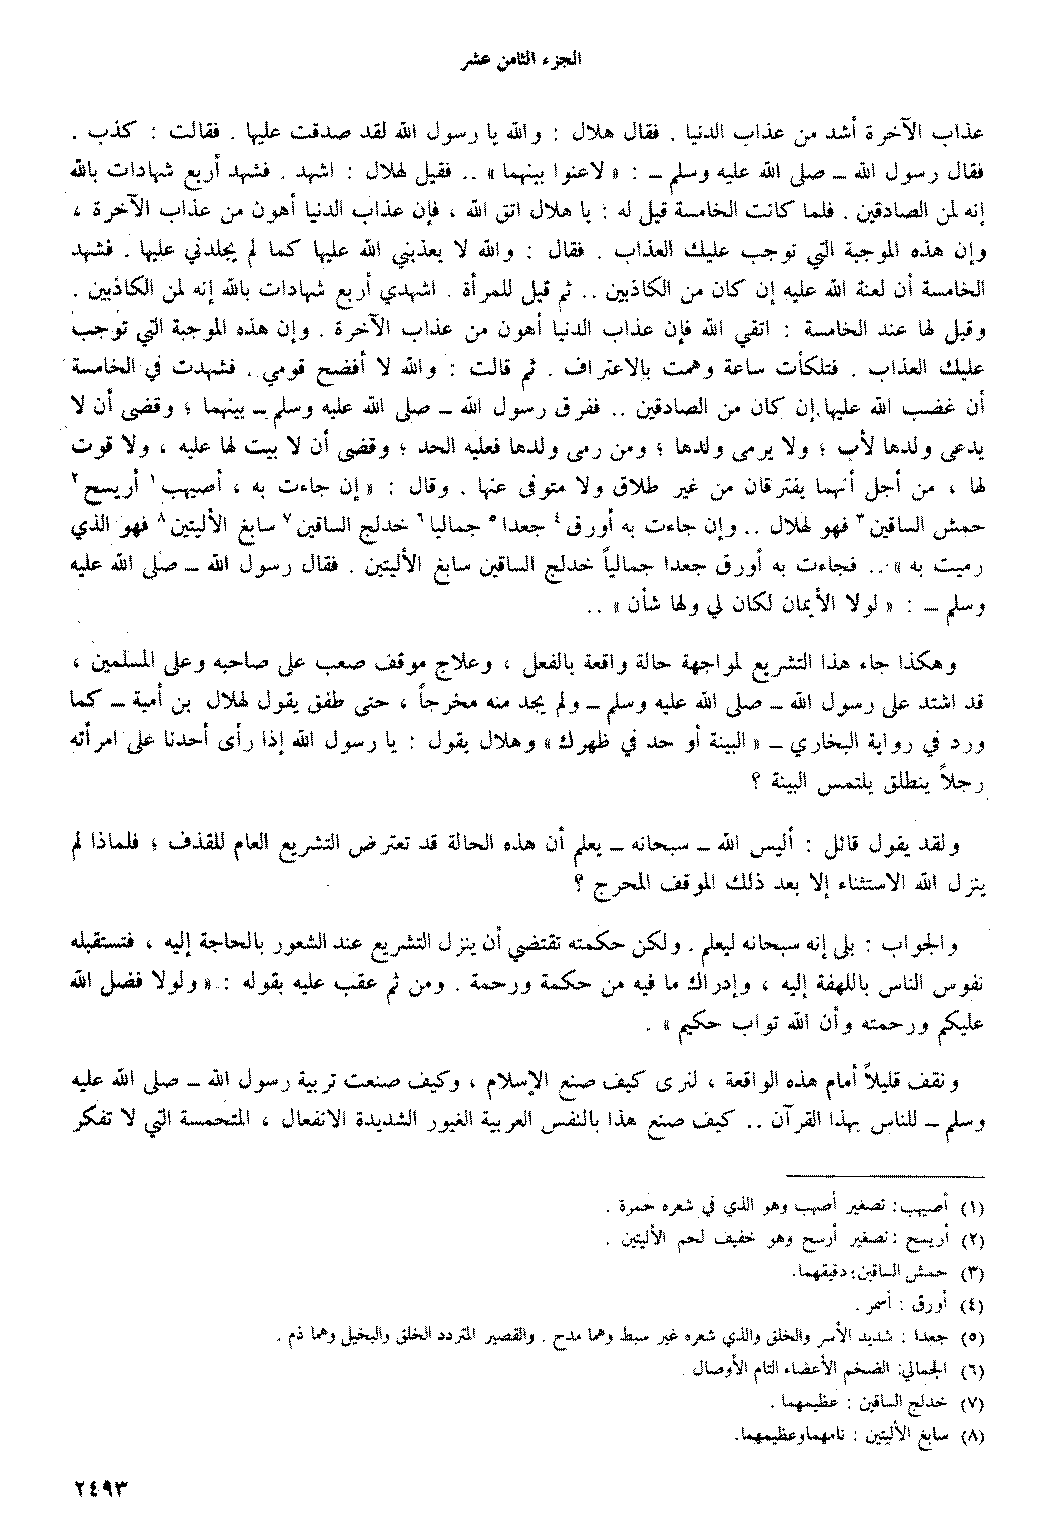 الجزء الثامن عشر
عذاب الآخرة أشد من عذاب الدنيا . فقال هلال : والله يا رسول الله لقد صدقت عليها . فقالت : كذب .
فقال رسول الله ــ صلى الله عليه وسلم ــ : « لاعنوا بينهما » .. فقيل لهلال : اشهد . فشهد أربع شهادات بالله
إنه لمن الصادقين . فلما كانت الخامسة قيل له : يا هلال اتق الله ، فإن عذاب الدنيا أهون من عذاب الآخرة ،
وإن هذه الموجبة التي توجب عليك العذاب . فقال : والله لا يعذبني الله عليها كما لم يجلدني عليها . فشهد
الخامسة أن لعنة الله عليه إن كان من الكاذبين .. ثم قيل للمرأة . اشهدي أربع شهادات بالله إنه لمن الكاذبين .
وقيل لها عند الخامسة : اتقي الله فإن عذاب الدنيا أهون من عذاب الآخرة . وإن هذه الموجبة التي توجب
عليك العذاب . فتلكأت ساعة وهمت بالاعتراف . ثم قالت : والله لا أفضح قومي . فشهدت في الخامسة
أن غضب الله عليها إن كان من الصادقين .. ففرق رسول الله ــ صلى الله عليه وسلم ــ بينهما ؛ وقضى أن لا
يدعى ولدها لأب ؛ ولا يرمى ولدها ؛ ومن رمى ولدها فعليه الحد ؛ وقضى أن لا بيت لها عليه ، ولا قوت
لها ، من أجل أنهما يفترقان من غير طلاق ولا متوفى عنها . وقال : « إن جاءت به ، أصيهب١ أريسح٢
حمش الساقين٣ فهو لهلال .. وإن جاءت به أورق٤ جعدا٥ جماليا٦ خدلج الساقين٧ سابغ الأليتين٨ فهو الذي
رميت به » .. فجاءت به أورق جعدا جمالياً خدلج الساقين سابغ الأليتين . فقال رسول الله ــ صلى الله عليه
وسلم ــ : « لولا الأيمان لكان لي ولها شأن » ..
وهكذا جاء هذا التشريع لمواجهة حالة واقعة بالفعل ، وعلاج موقف صعب على صاحبه وعلى المسلمين ،
قد اشتد على رسول الله ــ صلى الله عليه وسلم ــ ولم يجد منه مخرجاً ، حتى طفق يقول لهلال بن أمية ــ كما
ورد في رواية البخاري ــ « البينة أو حد في ظهرك » وهلال يقول : يا رسول الله إذا رأى أحدنا على امرأته
رجلاً ينطلق يلتمس البينة ؟
ولقد يقول قائل : أليس الله ــ سبحانه ــ يعلم أن هذه الحالة قد تعترض التشريع العام للقذف ؛ فلماذا لم
ينزل الله الاستثناء إلا بعد ذلك الموقف المحرج ؟
والجواب : بلى إنه سبحانه ليعلم . ولكن حكمته تقتضي أن ينزل التشريع عند الشعور بالحاجة إليه ، فتستقبله
نفوس الناس باللهفة إليه ، وإدراك ما فيه من حكمة ورحمة . ومن ثم عقب عليه بقوله : « ولولا فضل الله
عليكم ورحمته وأن الله تواب حكيم » .
ونقف قليلاً أمام هذه الواقعة ، لنرى كيف صنع الإسلام ، وكيف صنعت تربية رسول الله ــ صلى الله عليه
وسلم ــ للناس بهذا القرآن .. كيف صنع هذا بالنفس العربية الغيور الشديدة الانفعال ، المتحمسة التي لا تفكر
(١) أصيهب: تصغير أصهب وهو الذي في شعره حمرة .
(٢) أريسح : تصغير أرسح وهو خفيف لحم الأليتين .
(٣) حمش الساقين: دقيقهما.
(٤) أورق : أسمر .
(٥) جعدا : شديد الأسر والخلق والذي شعره غير سبط وهما مدح . والقصير المتردد الخلق والبخيل وهما ذم .
(٦) الجمالي: الضخم الأعضاء التام الأوصال .
(٧) خدلج الساقين : عظيمهما .
(٨) سابغ الأليتين : تامهما وعظيمهما.
٢٤٩٣